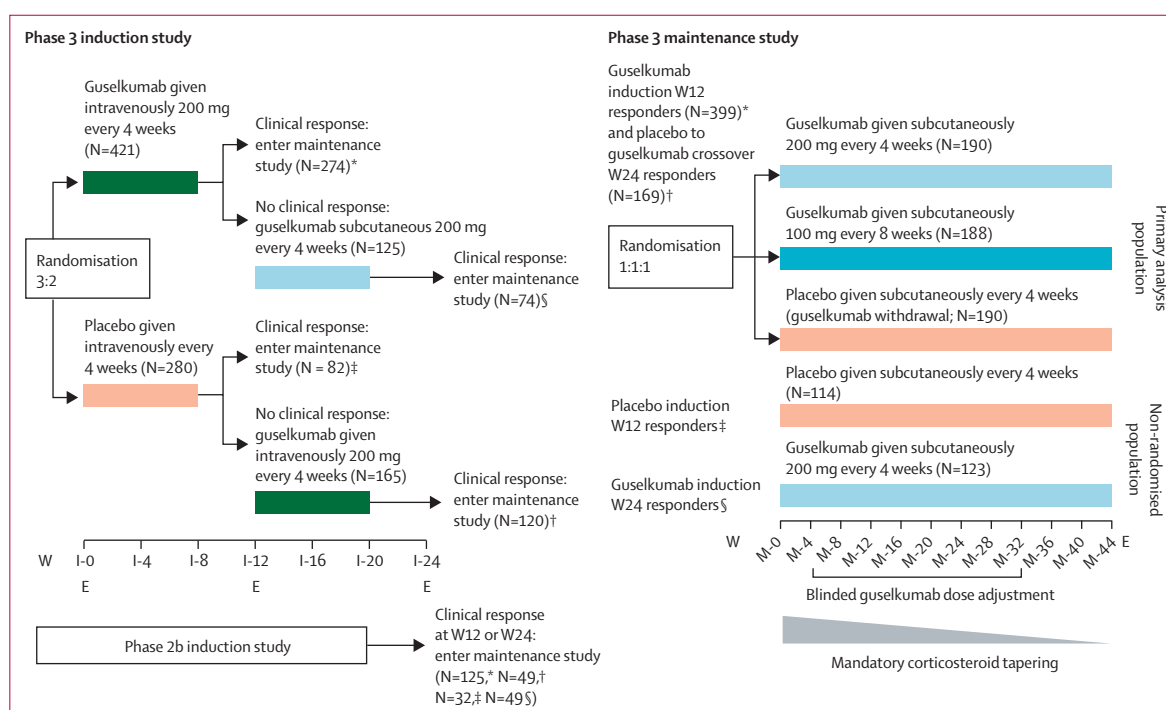 Phase 3 induction study
Guselkumab given
intravenously 200 mg
every 4 weeks
(N=421)
Clinical response:
enter maintenance
study (N=274)*
No clinical response:
guselkumab subcutaneous 200 mg
every 4 weeks (N=125)
Clinical response:
enter maintenance
study (N=74)§
Randomisation
3:2
Placebo given
intravenously every
4 weeks (N=280)
Clinical response:
enter maintenance
study (N = 82)‡
No clinical response:
guselkumab given
intravenously 200 mg
every 4 weeks (N=165)
Clinical response:
enter maintenance
study (N=120)†
W I-0 I-4 I-8 I-12 I-16 I-20 I-24
E E E
Phase 2b induction study
Clinical response
at W12 or W24:
enter maintenance study
(N=125,* N=49,†
N=32,‡ N=49§)
Phase 3 maintenance study
Guselkumab
induction W12
responders (N=399)*
and placebo to
guselkumab crossover
W24 responders
(N=169)†
Randomisation
1:1:1
Guselkumab given subcutaneously
200 mg every 4 weeks (N=190)
Guselkumab given subcutaneously
100 mg every 8 weeks (N=188)
Placebo given subcutaneously every 4 weeks
(guselkumab withdrawal; N=190)
Primary analysis
population
Placebo induction
W12 responders‡
Placebo given subcutaneously every 4 weeks
(N=114)
Guselkumab induction
W24 responders§
Guselkumab given subcutaneously
200 mg every 4 weeks (N=123)
Non-randomised
population
W M-0 M-4 M-8 M-12 M-16 M-20 M-24 M-28 M-32 M-36 M-40 M-44 E
Blinded guselkumab dose adjustment
Mandatory corticosteroid tapering